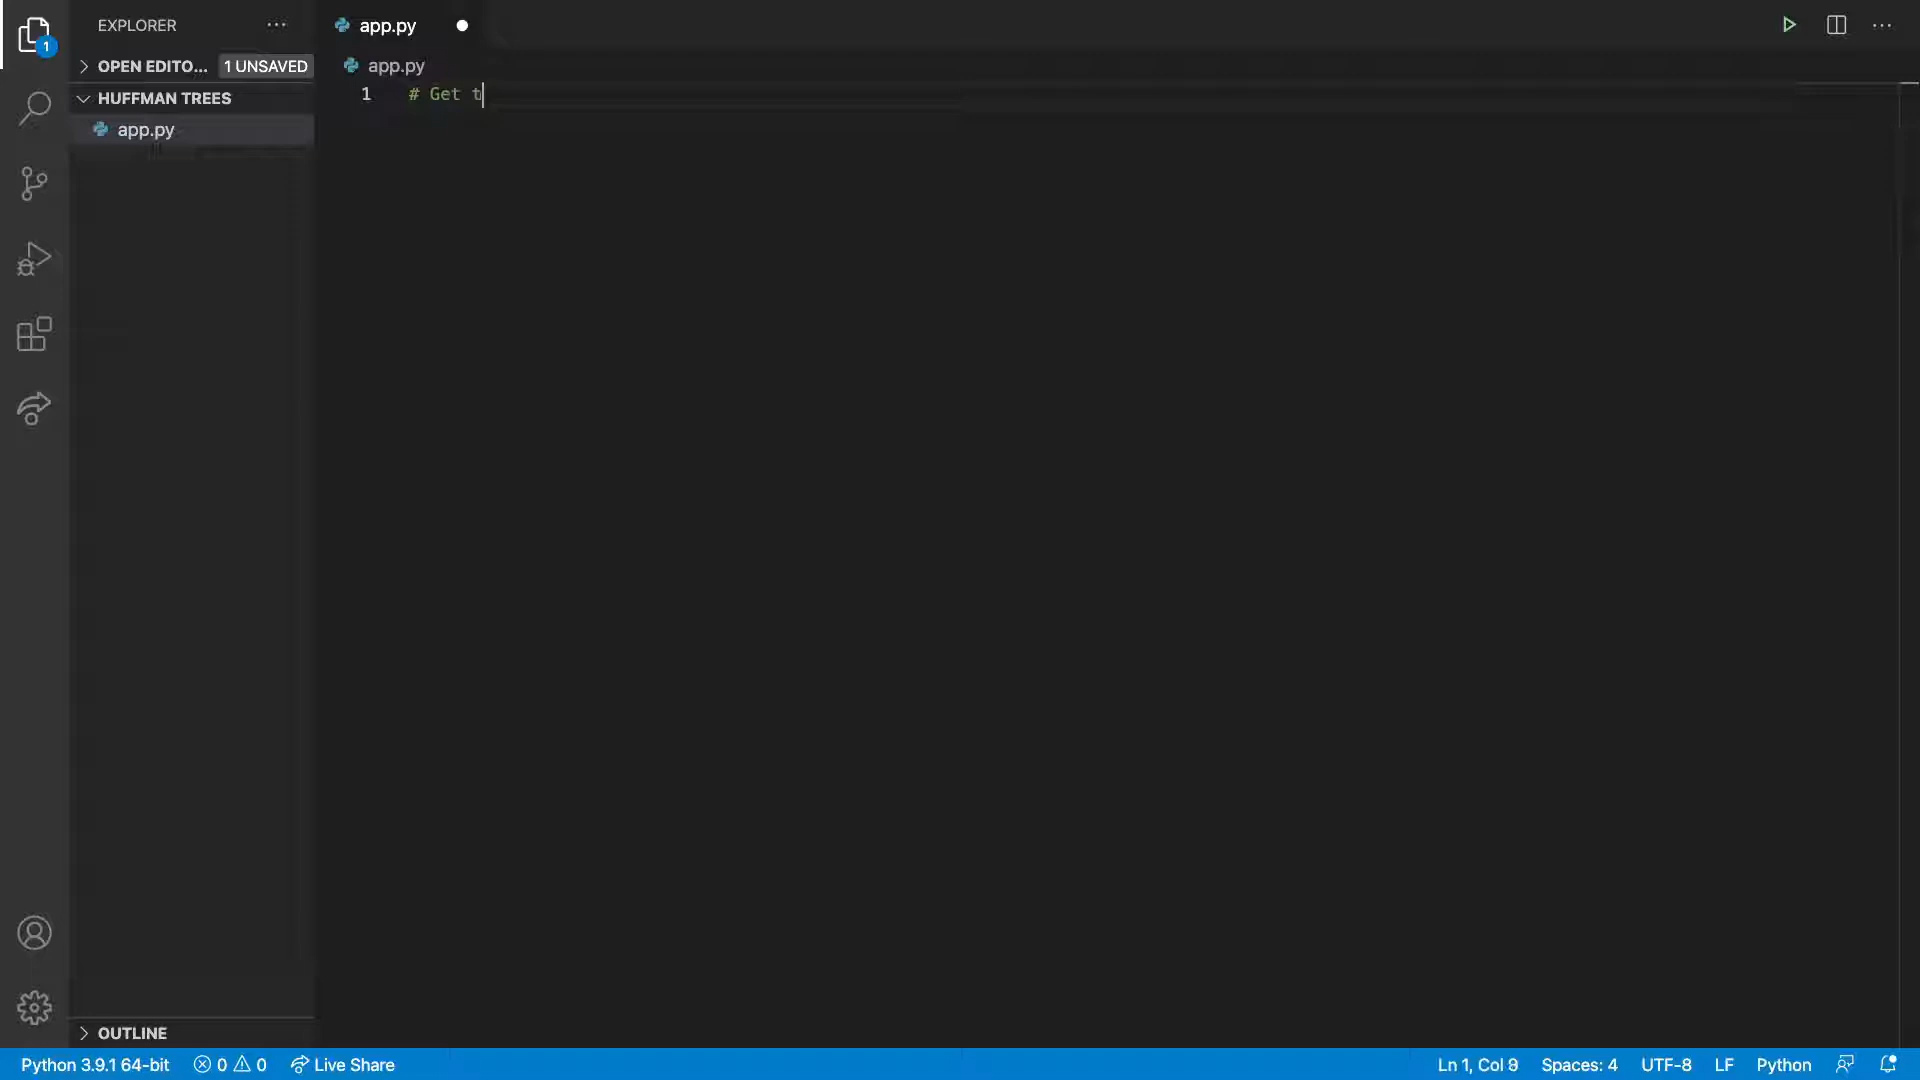 EXPLORER
app.py
OPEN EDITO... 1 UNSAVED
app.py
HUFFMAN TREES
1 # Get t
app.py
1
OUTLINE
Python 3.9.1 64-bit 0 0 Live Share Ln 1, Col 9 Spaces: 4 UTF-8 LF Python